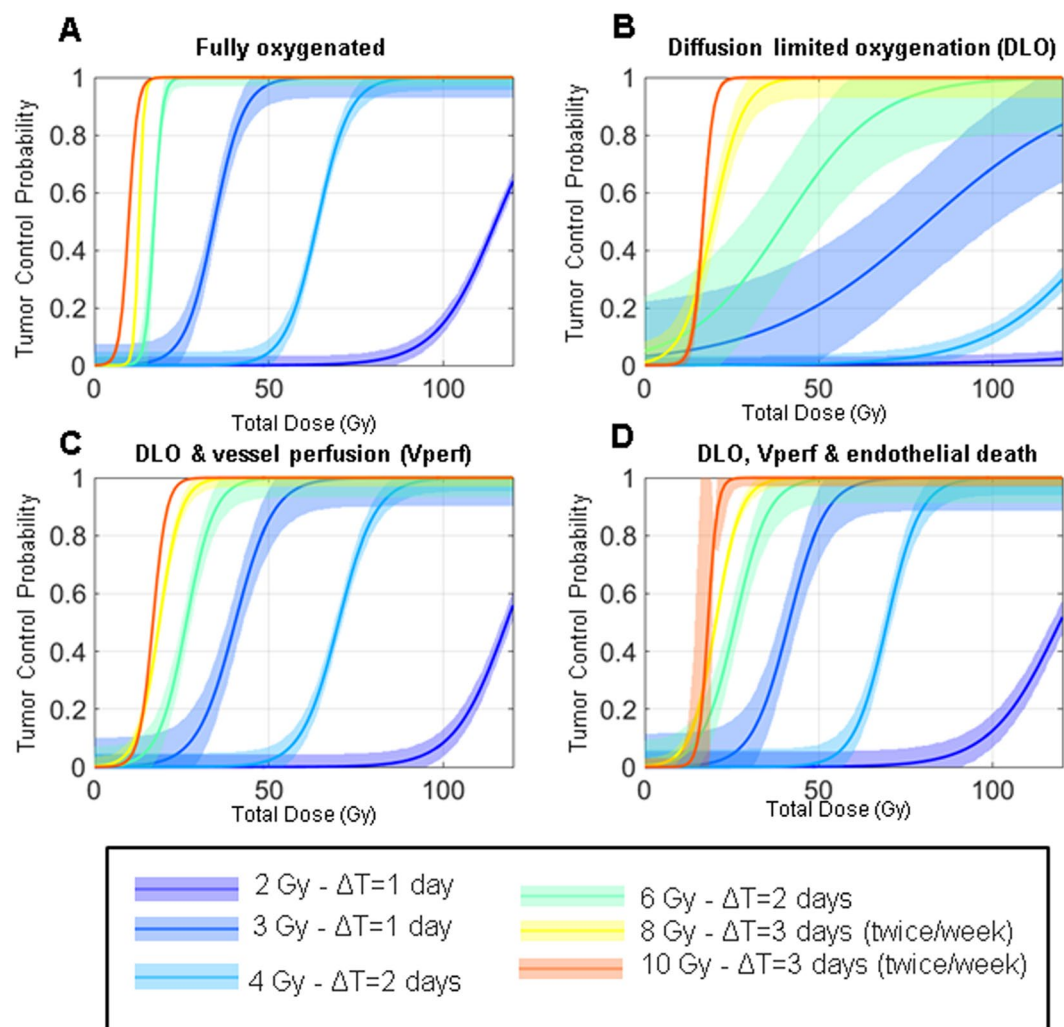 A
Fully oxygenated
Tumor Control Probability
1
0.8
0.6
0.4
0.2
0
0
50
100
Total Dose (Gy)
B
Diffusion limited oxygenation (DLO)
Tumor Control Probability
1
0.8
0.6
0.4
0.2
0
0
50
100
Total Dose (Gy)
C
DLO & vessel perfusion (Vperf)
Tumor Control Probability
1
0.8
0.6
0.4
0.2
0
0
50
100
Total Dose (Gy)
D
DLO, Vperf & endothelial death
Tumor Control Probability
1
0.8
0.6
0.4
0.2
0
0
50
100
Total Dose (Gy)
2 Gy - ΔT=1 day
3 Gy - ΔT=1 day
4 Gy - ΔT=2 days
6 Gy - ΔT=2 days
8 Gy - ΔT=3 days (twice/week)
10 Gy - ΔT=3 days (twice/week)